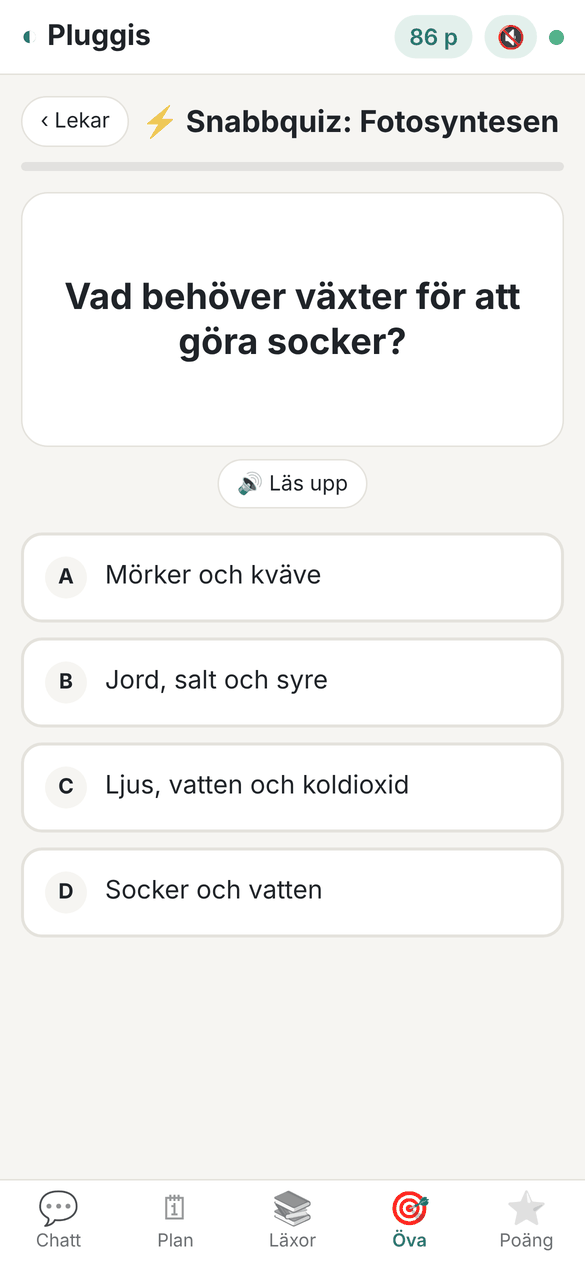 Pluggis
86 p
‹ Lekar
Snabbquiz: Fotosyntesen
Vad behöver växter för att
göra socker?
Läs upp
A Mörker och kväve
B Jord, salt och syre
C Ljus, vatten och koldioxid
D Socker och vatten
1
Chatt Plan Läxor Öva Poäng